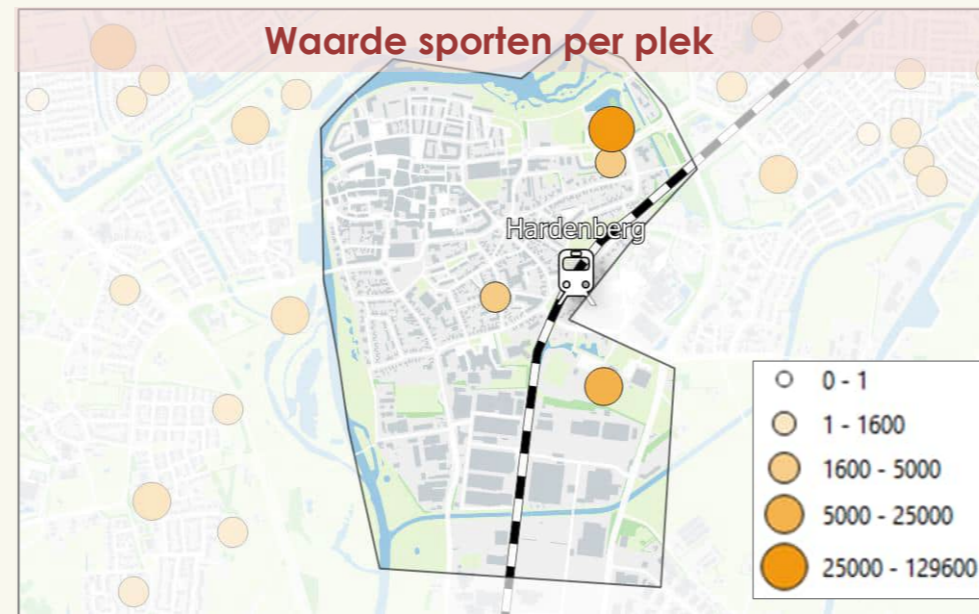 Waarde sporten per plek
Hardenberg
0 - 1
1 - 1600
1600 - 5000
5000 - 25000
25000 - 129600